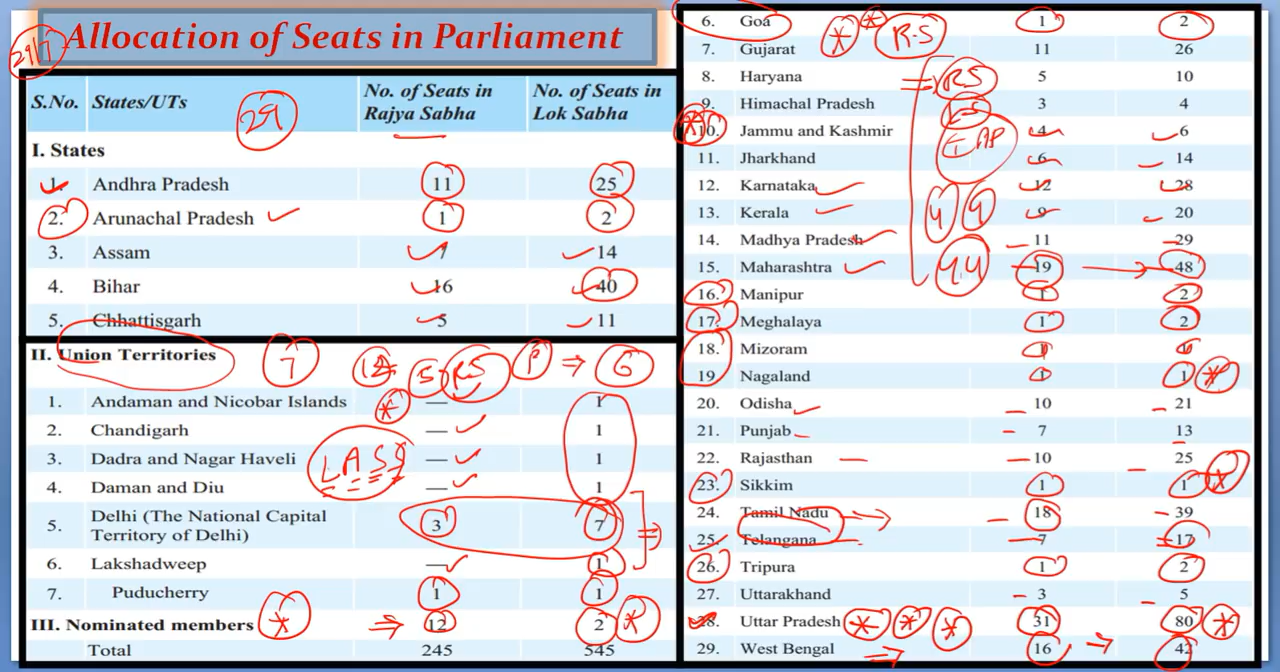 Allocation of Seats in Parliament
29/7
S.No. States/UTs No. of Seats in Rajya Sabha No. of Seats in Lok Sabha
29
I. States
1. Andhra Pradesh 11 25
2. Arunachal Pradesh 1 2
3. Assam 7 14
4. Bihar 16 40
5. Chhattisgarh 5 11
II. Union Territories
7 RS
1. Andaman and Nicobar Islands — 1
2. Chandigarh — 1
3. Dadra and Nagar Haveli — 1
4. Daman and Diu — 1
5. Delhi (The National Capital Territory of Delhi) 3 7
6. Lakshadweep — 1
7. Puducherry 1 1
III. Nominated members 12 2
Total 245 545
6. Goa 1 2
R.S
7. Gujarat 11 26
8. Haryana 5 10
RS
9. Himachal Pradesh 3 4
10. Jammu and Kashmir 4 6
11. Jharkhand 6 14
12. Karnataka 12 28
13. Kerala 9 20
14. Madhya Pradesh 11 29
15. Maharashtra 19 48
16. Manipur 1 2
17. Meghalaya 1 2
18. Mizoram 1 1
19 Nagaland 1 1
20. Odisha 10 21
21. Punjab 7 13
22. Rajasthan 10 25
23. Sikkim 1 1
24. Tamil Nadu 18 39
25. Telangana 7 17
26. Tripura 1 2
27. Uttarakhand 3 5
28. Uttar Pradesh 31 80
29. West Bengal 16 42